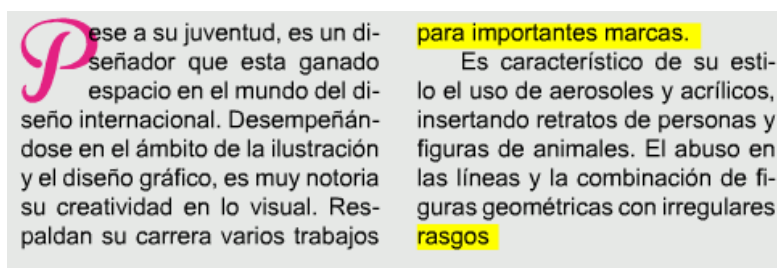 Pese a su juventud, es un di-
señador que esta ganado
espacio en el mundo del di-
seño internacional. Desempeñán-
dose en el ámbito de la ilustración
y el diseño gráfico, es muy notoria
su creatividad en lo visual. Res-
paldan su carrera varios trabajos
para importantes marcas.
Es característico de su esti-
lo el uso de aerosoles y acrílicos,
insertando retratos de personas y
figuras de animales. El abuso en
las líneas y la combinación de fi-
guras geométricas con irregulares
rasgos